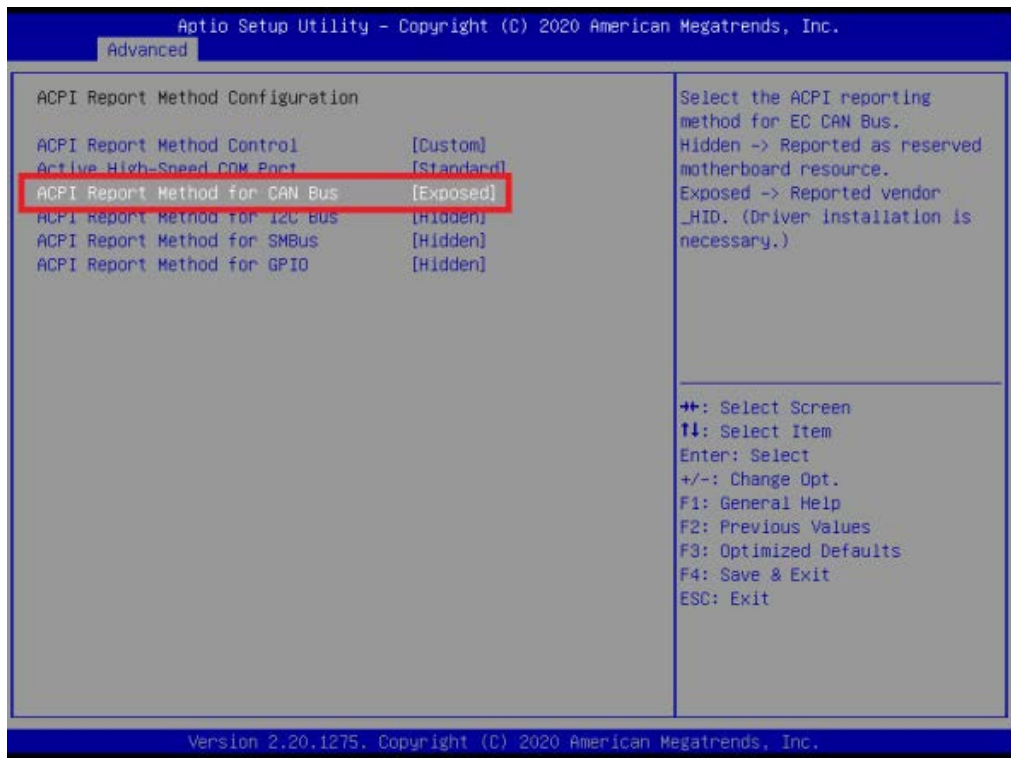 Aptio Setup Utility – Copyright (C) 2020 American Megatrends, Inc.
Advanced
ACPI Report Method Configuration
ACPI Report Method Control [Custom]
Active High-Speed COM Port [Standard]
ACPI Report Method for CAN Bus [Exposed]
ACPI Report Method for I2C Bus [Hidden]
ACPI Report Method for SMBus [Hidden]
ACPI Report Method for GPIO [Hidden]
Select the ACPI reporting
method for EC CAN Bus.
Hidden -> Reported as reserved
motherboard resource.
Exposed -> Reported vendor
_HID. (Driver installation is
necessary.)
→←: Select Screen
↑↓: Select Item
Enter: Select
+/-: Change Opt.
F1: General Help
F2: Previous Values
F3: Optimized Defaults
F4: Save & Exit
ESC: Exit
Version 2.20.1275. Copyright (C) 2020 American Megatrends, Inc.